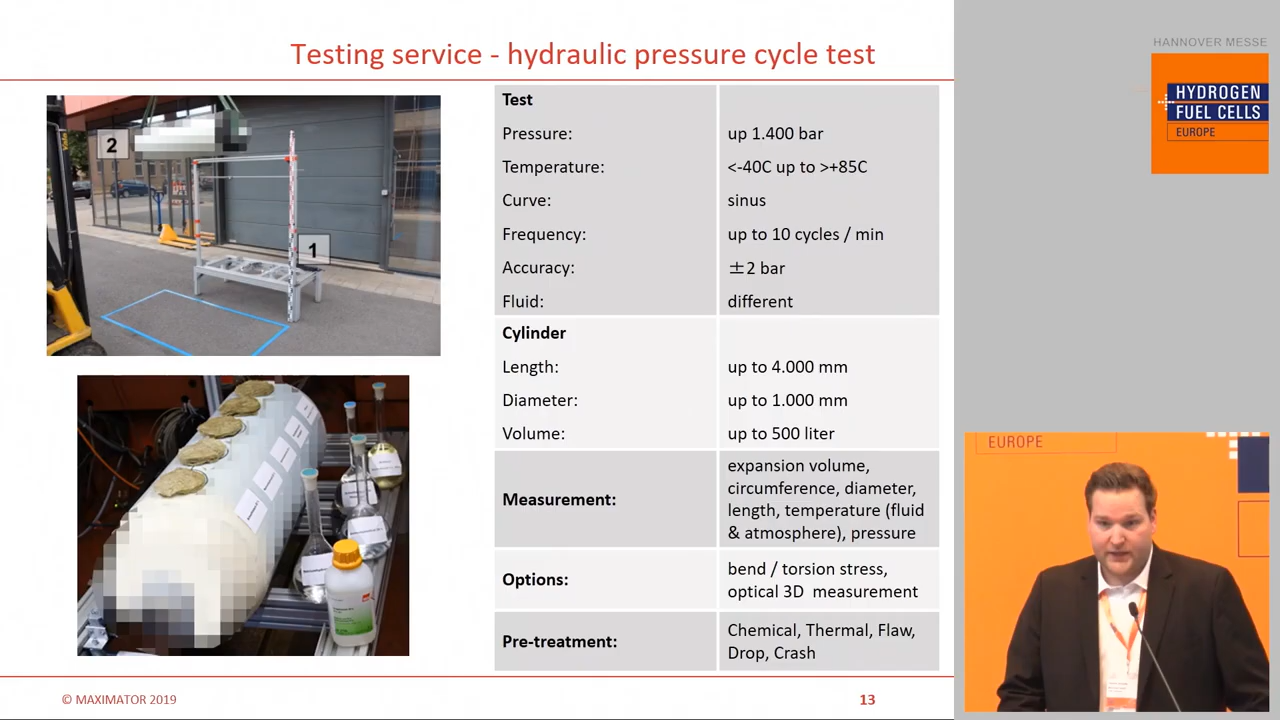 Testing service - hydraulic pressure cycle test
HANNOVER MESSE
HYDROGEN
FUEL CELLS
EUROPE
2
1
Test
Pressure: up 1.400 bar
Temperature: <-40C up to >+85C
Curve: sinus
Frequency: up to 10 cycles / min
Accuracy: ±2 bar
Fluid: different
Cylinder
Length: up to 4.000 mm
Diameter: up to 1.000 mm
Volume: up to 500 liter
Measurement: expansion volume,
circumference, diameter,
length, temperature (fluid
& atmosphere), pressure
Options: bend / torsion stress,
optical 3D measurement
Pre-treatment: Chemical, Thermal, Flaw,
Drop, Crash
EUROPE
© MAXIMATOR 2019
13